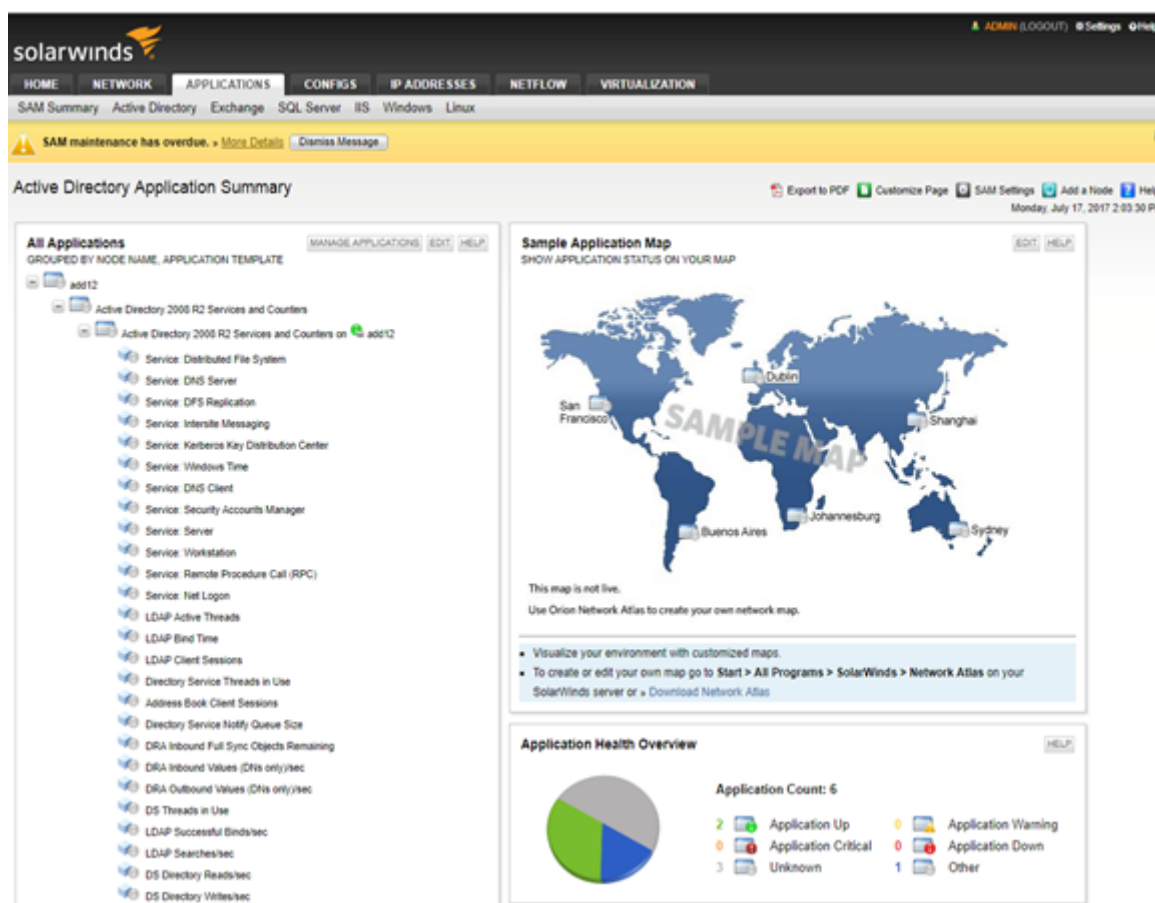 ADMIN (LOGOUT) Settings Help
solarwinds
HOME NETWORK APPLICATIONS CONFIGS IP ADDRESSES NETFLOW VIRTUALIZATION
SAM Summary Active Directory Exchange SQL Server IIS Windows Linux
SAM maintenance has overdue. » More Details Dismiss Message
Active Directory Application Summary
Export to PDF Customize Page SAM Settings Add a Node Help
Monday, July 17, 2017 2:03:30 P
All Applications MANAGE APPLICATIONS EDIT HELP
GROUPED BY NODE NAME, APPLICATION TEMPLATE
add12
Active Directory 2008 R2 Services and Counters
Active Directory 2008 R2 Services and Counters on add12
Service: Distributed File System
Service: DNS Server
Service: DFS Replication
Service: Intersite Messaging
Service: Kerberos Key Distribution Center
Service: Windows Time
Service: DNS Client
Service: Security Accounts Manager
Service: Server
Service: Workstation
Service: Remote Procedure Call (RPC)
Service: Net Logon
LDAP Active Threads
LDAP Bind Time
LDAP Client Sessions
Directory Service Threads in Use
Address Book Client Sessions
Directory Service Notify Queue Size
DRA Inbound Full Sync Objects Remaining
DRA Inbound Values (DNs only)/sec
DRA Outbound Values (DNs only)/sec
DS Threads in Use
LDAP Successful Binds/sec
LDAP Searches/sec
DS Directory Reads/sec
DS Directory Writes/sec
Sample Application Map EDIT HELP
SHOW APPLICATION STATUS ON YOUR MAP
Dublin
San Francisco
Shanghai
SAMPLE MAP
Johannesburg
Buenos Aires
Sydney
This map is not live.
Use Orion Network Atlas to create your own network map.
Visualize your environment with customized maps.
To create or edit your own map go to Start > All Programs > SolarWinds > Network Atlas on your
SolarWinds server or » Download Network Atlas
Application Health Overview HELP
Application Count: 6
2 Application Up 0 Application Warning
0 Application Critical 0 Application Down
3 Unknown 1 Other